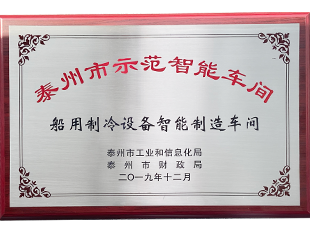 泰州市示范智能车间
船用制冷设备智能制造车间
泰州市工业和信息化局
泰州市财政局
二〇一九年十二月